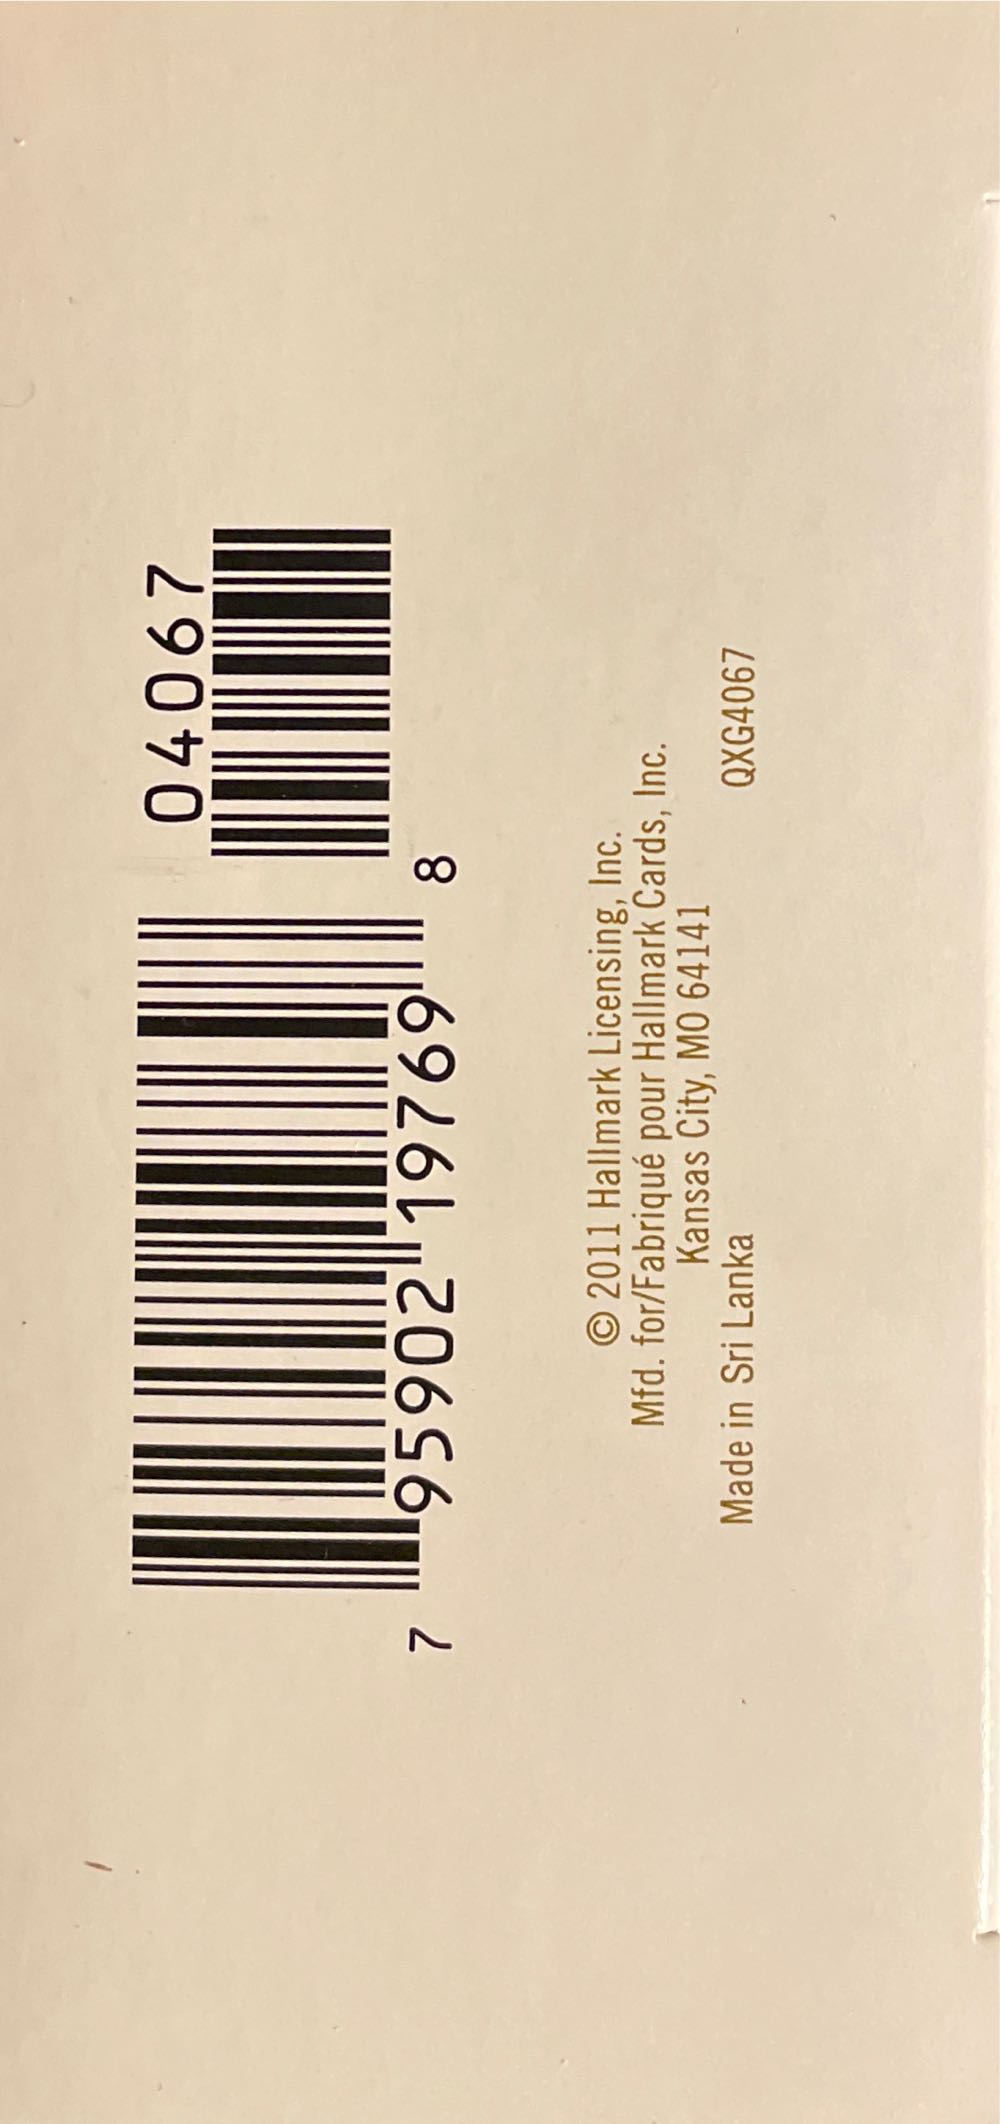 04067
7 95902 19769 8
© 2011 Hallmark Licensing, Inc.
Mfd. for/Fabriqué pour Hallmark Cards, Inc.
Kansas City, MO 64141
Made in Sri Lanka QXG4067